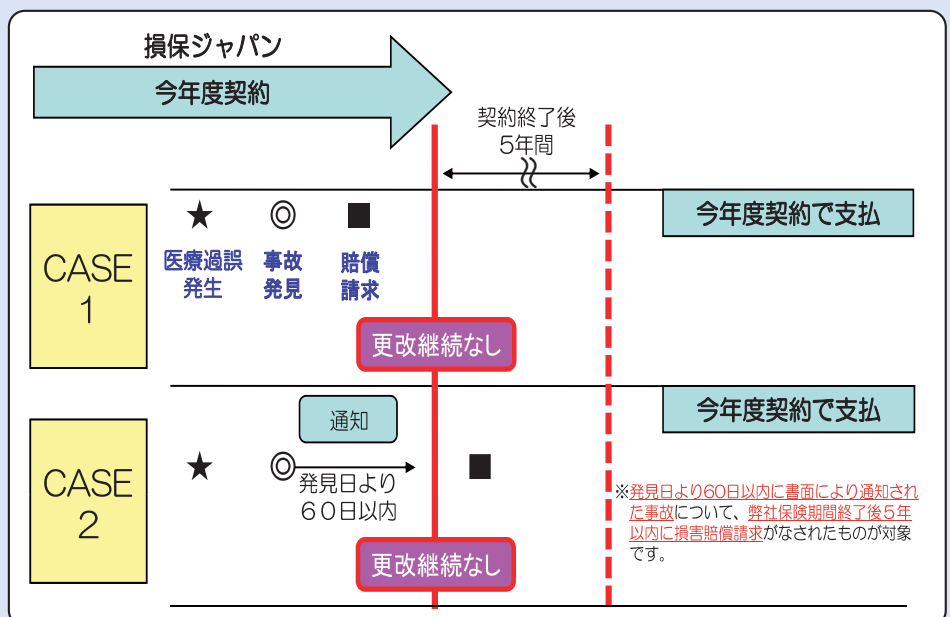 損保ジャパン
今年度契約
契約終了後
5年間
CASE
1
★
◎
■
医療過誤
発生
事故
発見
賠償
請求
今年度契約で支払
更改継続なし
CASE
2
通知
★
◎
■
発見日より
60日以内
今年度契約で支払
※発見日より60日以内に書面により通知され
た事故について、弊社保険期間終了後5年
以内に損害賠償請求がなされたものが対象
です。
更改継続なし